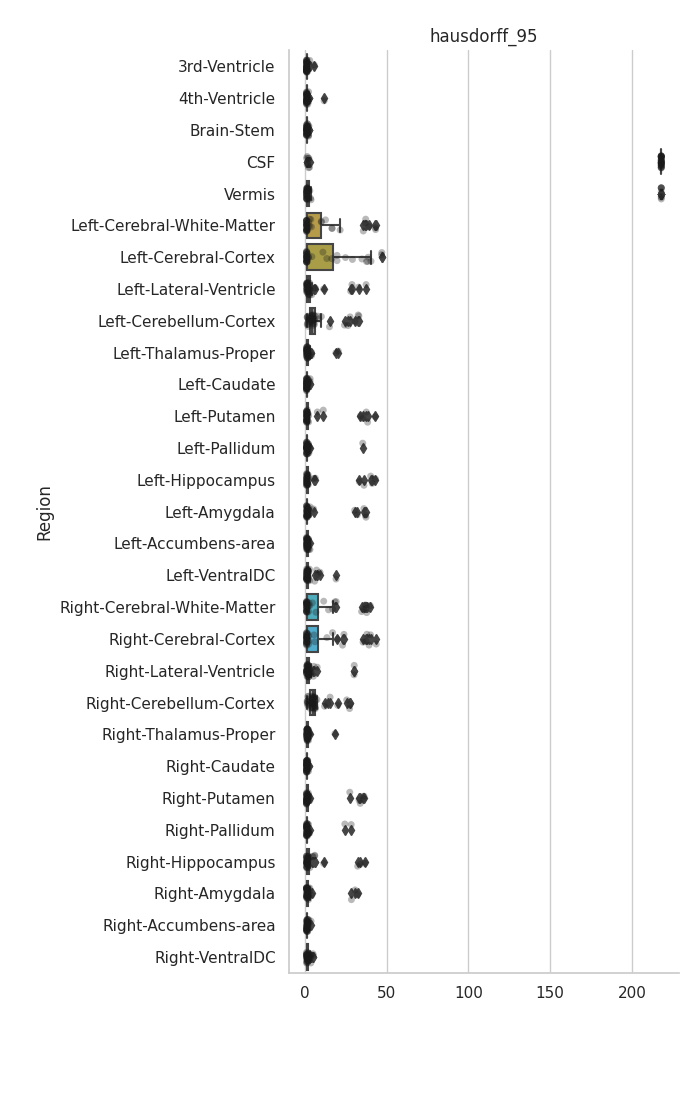 hausdorff_95
3rd-Ventricle
4th-Ventricle
Brain-Stem
CSF
Vermis
Left-Cerebral-White-Matter
Left-Cerebral-Cortex
Left-Lateral-Ventricle
Left-Cerebellum-Cortex
Left-Thalamus-Proper
Left-Caudate
Left-Putamen
Left-Pallidum
Left-Hippocampus
Region
Left-Amygdala
Left-Accumbens-area
Left-VentralDC
Right-Cerebral-White-Matter
Right-Cerebral-Cortex
Right-Lateral-Ventricle
Right-Cerebellum-Cortex
Right-Thalamus-Proper
Right-Caudate
Right-Putamen
Right-Pallidum
Right-Hippocampus
Right-Amygdala
Right-Accumbens-area
Right-VentralDC
0 50 100 150 200